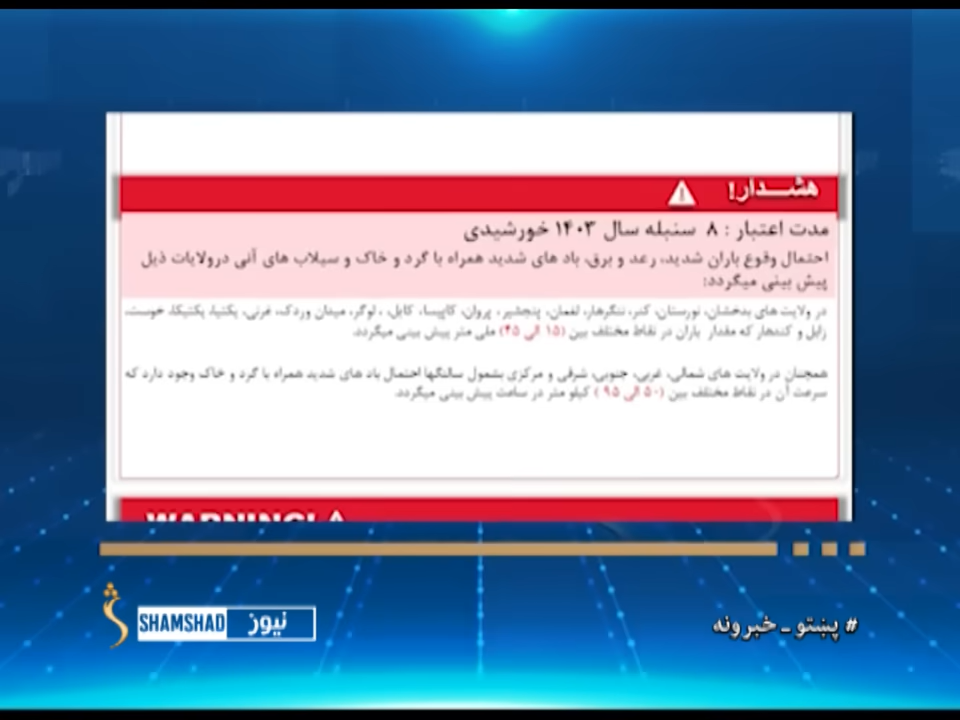 هشـــدار!
مدت اعتبار : ۸ سنبله سال ۱۴۰۳ خورشیدی
احتمال وقوع باران شدید، رعد و برق، باد های شدید همراه با گرد و خاک و سیلاب های آنی درولایات ذیل
پیش بینی میگردد:
در ولایت های بدخشان، نورستان، کنر، ننگرهار، لغمان، پنجشیر، پروان، کاپیسا، کابل، لوگر، میدان وردک، غزنی، پکتیا، پکتیکا، خوست،
زابل و کندهار که مقدار باران در نقاط مختلف بین (۱۵ الی ۴۵) ملی متر پیش بینی میگردد.
همچنان در ولایت های شمالی، غربی، جنوبی، شرقی و مرکزی بشمول سالنگها احتمال باد های شدید همراه با گرد و خاک وجود دارد که
سرعت آن در نقاط مختلف بین (۵۰ الی ۹۵ ) کیلو متر در ساعت پیش بینی میگردد.
WARNING!
SHAMSHAD نیوز
# پښتو ـ خبرونه